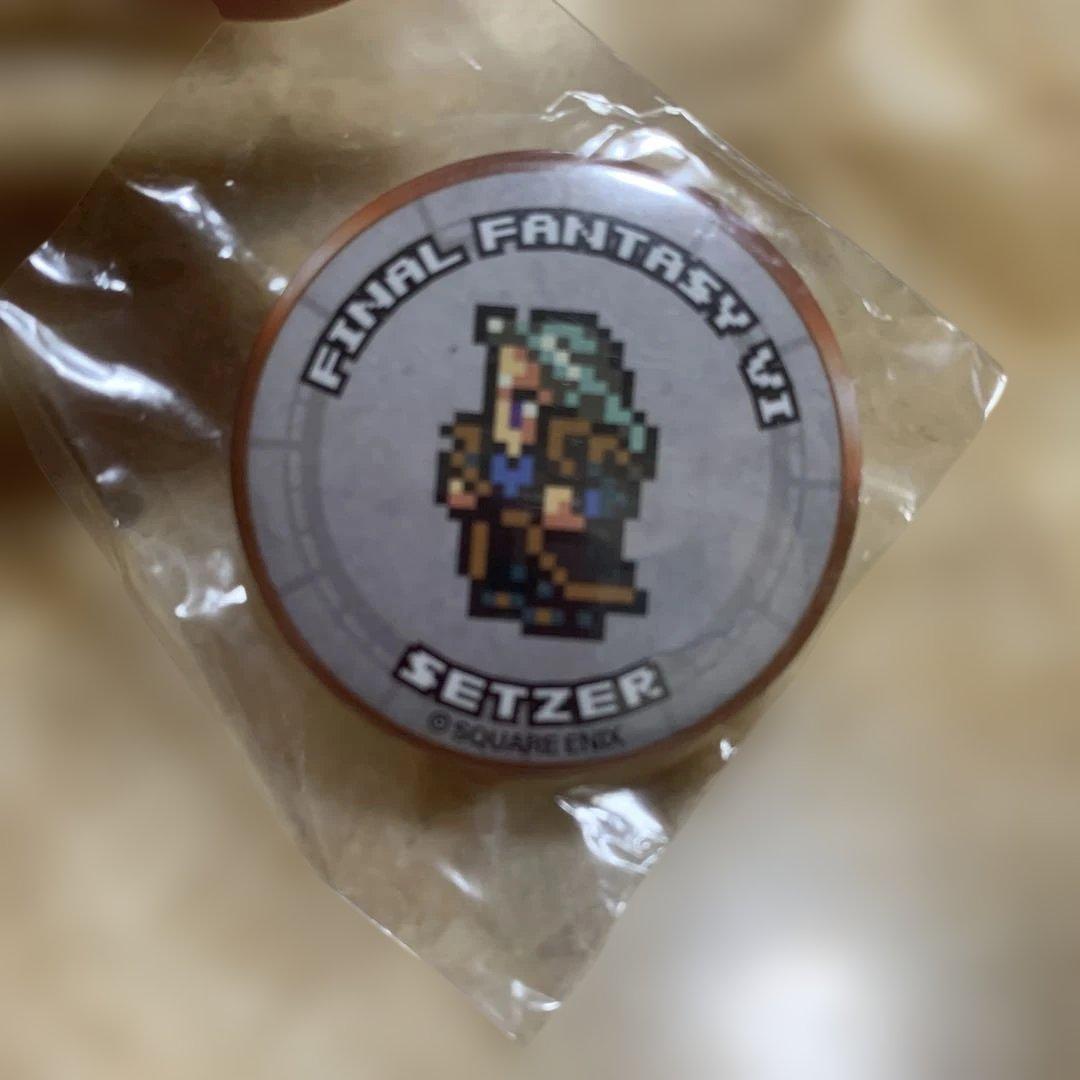 FINAL FANTASY VI
SETZER
© SQUARE ENIX